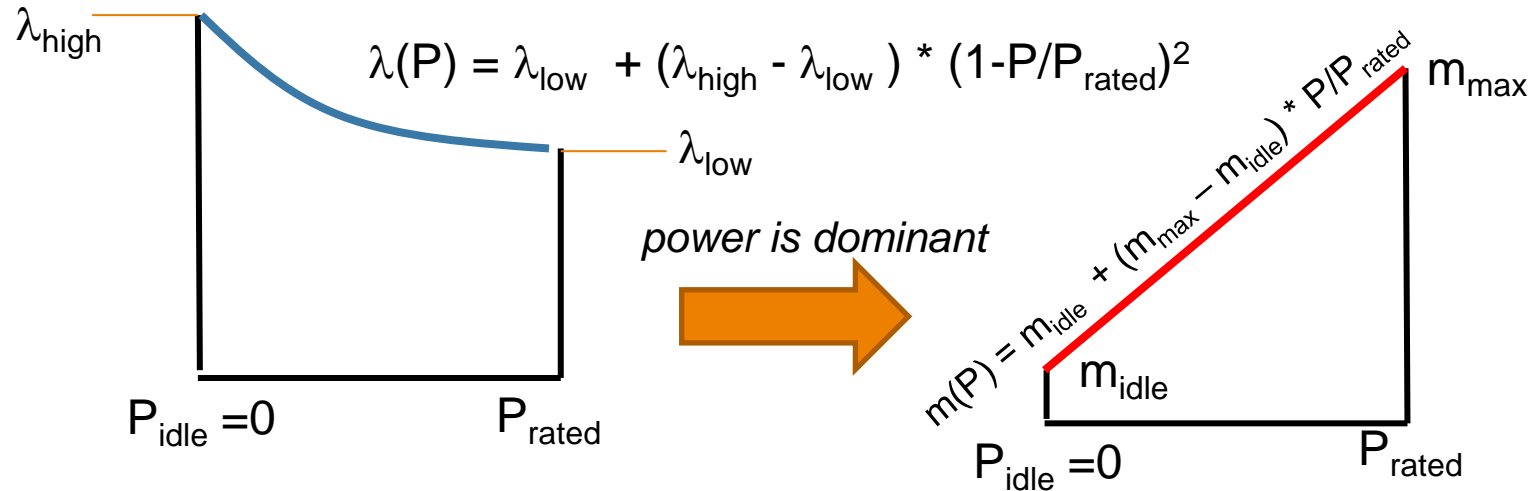 λhigh
λ(P) = λlow + (λhigh - λlow ) * (1-P/Prated)2
λlow
Pidle =0
Prated
power is dominant
m(P) = midle + (mmax – midle) * P/Prated
mmax
midle
Pidle =0
Prated